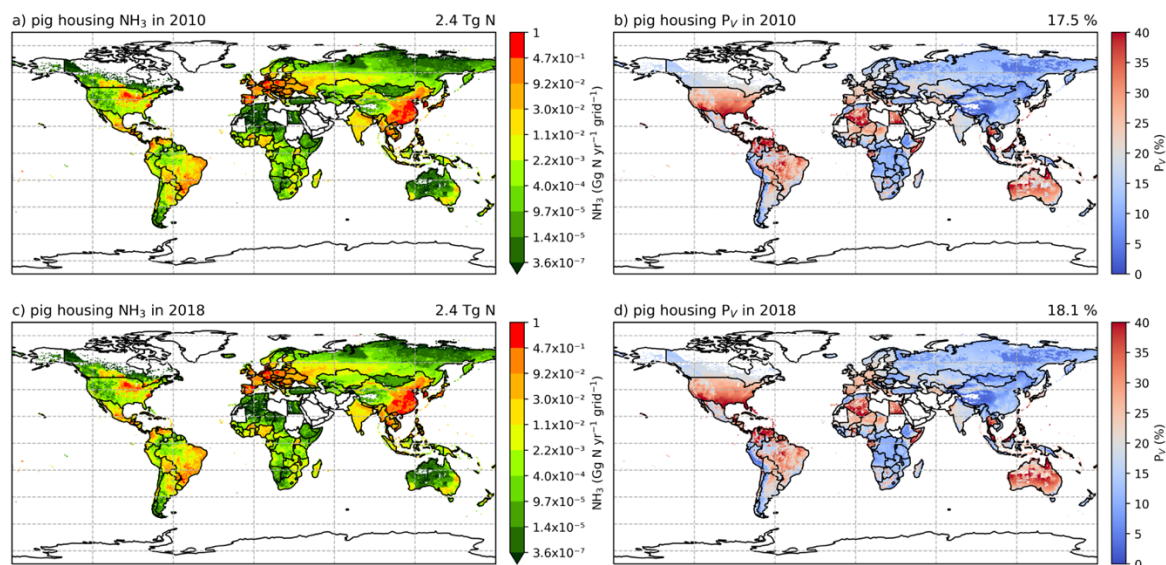 a) pig housing NH₃ in 2010 2.4 Tg N
1
4.7x10⁻¹
9.2x10⁻²
3.0x10⁻²
1.1x10⁻²
2.2x10⁻³
4.0x10⁻⁴
9.7x10⁻⁵
1.4x10⁻⁵
3.6x10⁻⁷
NH₃ (Gg N yr⁻¹ grid⁻¹)
b) pig housing Pᵥ in 2010 17.5 %
40
35
30
25
20
15
10
5
0
Pᵥ (%)
c) pig housing NH₃ in 2018 2.4 Tg N
1
4.7x10⁻¹
9.2x10⁻²
3.0x10⁻²
1.1x10⁻²
2.2x10⁻³
4.0x10⁻⁴
9.7x10⁻⁵
1.4x10⁻⁵
3.6x10⁻⁷
NH₃ (Gg N yr⁻¹ grid⁻¹)
d) pig housing Pᵥ in 2018 18.1 %
40
35
30
25
20
15
10
5
0
Pᵥ (%)